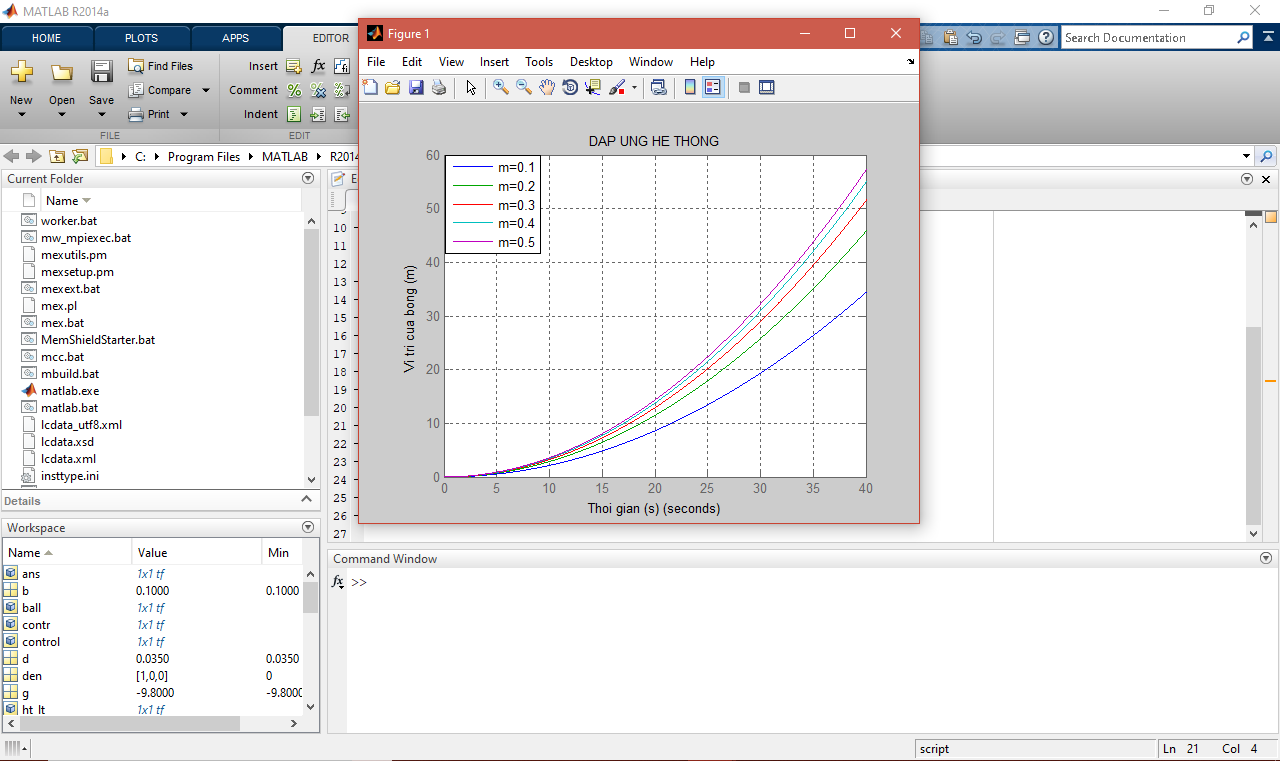 MATLAB R2014a
HOME
PLOTS
APPS
EDITOR
Search Documentation
New
Open
Save
Find Files
Compare
Print
Insert
Comment
Indent
FILE
EDIT
C:
Program Files
MATLAB
R2014
Figure 1
File Edit View Insert Tools Desktop Window Help
DAP UNG HE THONG
m=0.1
m=0.2
m=0.3
m=0.4
m=0.5
60
50
40
30
20
10
0
0 5 10 15 20 25 30 35 40
Vi tri cua bong (m)
Thoi gian (s) (seconds)
Current Folder
Name
worker.bat
mw_mpiexec.bat
mexutils.pm
mexsetup.pm
mexext.bat
mex.pl
mex.bat
MemShieldStarter.bat
mcc.bat
mbuild.bat
matlab.exe
matlab.bat
lcdata_utf8.xml
lcdata.xsd
lcdata.xml
insttype.ini
Details
10
11
12
13
14
15
16
17
18
19
20
21
22
23
24
25
26
27
Workspace
Name Value Min
ans 1x1 tf
b 0.1000 0.1000
ball 1x1 tf
contr 1x1 tf
control 1x1 tf
d 0.0350 0.0350
den [1,0,0] 0
g -9.8000 -9.8000
ht_lt 1x1 tf
Command Window
fx >>
script
Ln 21 Col 4